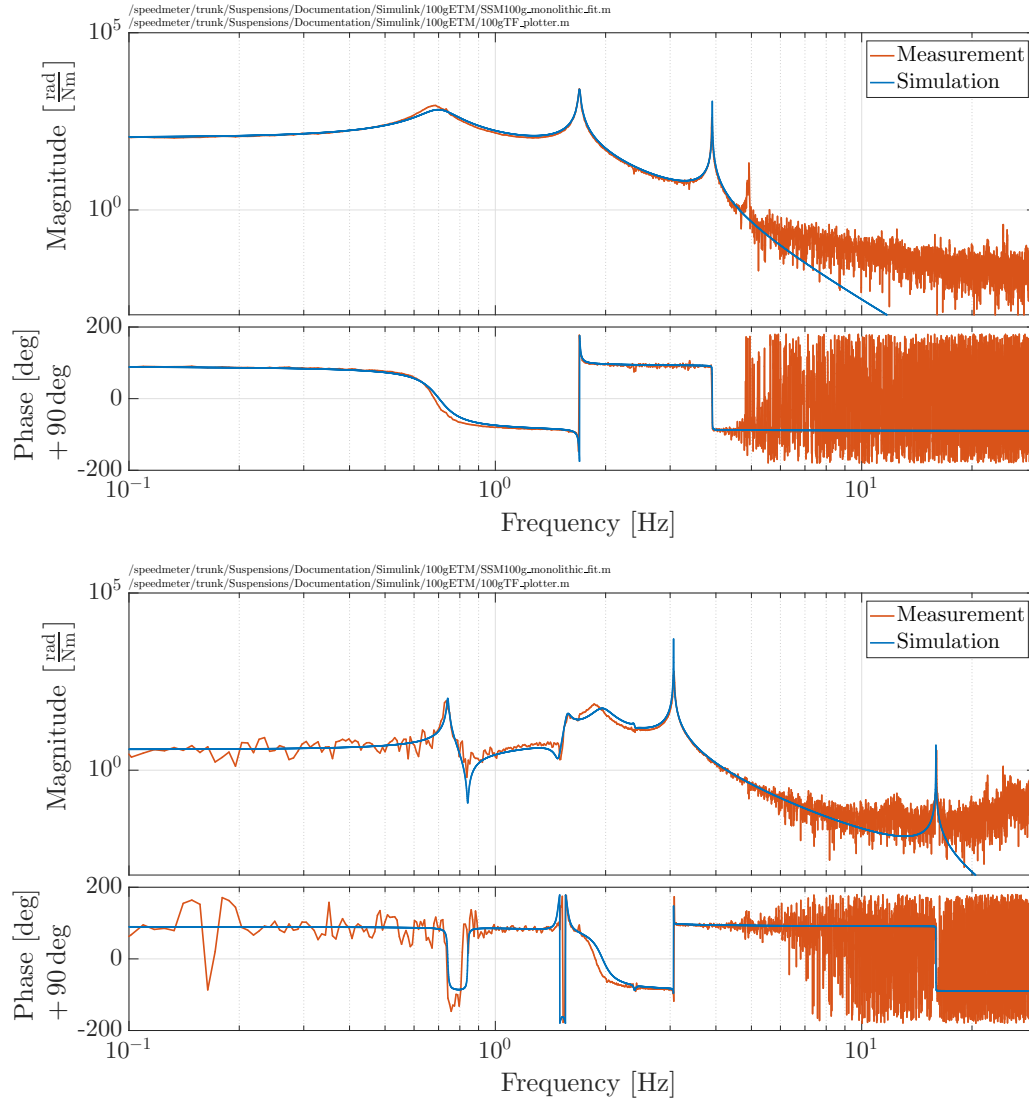 /speedmeter/trunk/Suspensions/Documentation/Simulink/100gETM/SSM100g_monolithic_fit.m
/speedmeter/trunk/Suspensions/Documentation/Simulink/100gETM/100gTF_plotter.m
10^5
10^0
Magnitude [rad/Nm]
Measurement
Simulation
200
0
-200
Phase [deg]
+ 90 deg
10^-1
10^0
10^1
Frequency [Hz]
/speedmeter/trunk/Suspensions/Documentation/Simulink/100gETM/SSM100g_monolithic_fit.m
/speedmeter/trunk/Suspensions/Documentation/Simulink/100gETM/100gTF_plotter.m
10^5
10^0
Magnitude [rad/Nm]
Measurement
Simulation
200
0
-200
Phase [deg]
+ 90 deg
10^-1
10^0
10^1
Frequency [Hz]